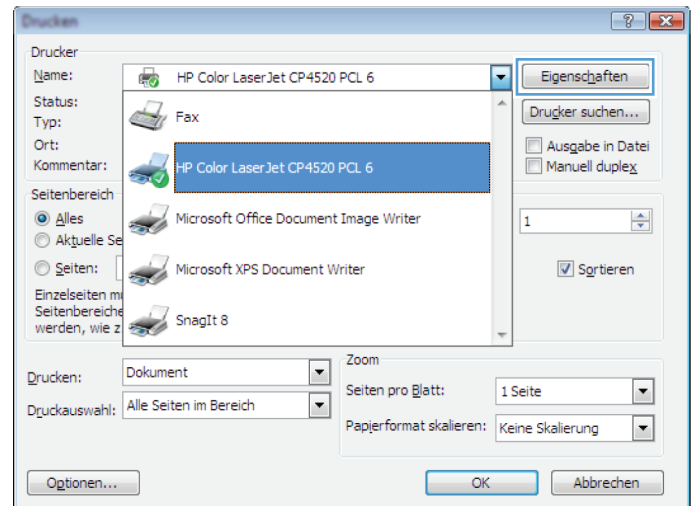 Drucken
Drucker
Name: HP Color LaserJet CP4520 PCL 6 Eigenschaften
Status:
Typ:
Ort:
Kommentar:
Fax
HP Color LaserJet CP4520 PCL 6
Microsoft Office Document Image Writer
Microsoft XPS Document Writer
SnagIt 8
Drucker suchen...
Ausgabe in Datei
Manuell duplex
Seitenbereich
Alles
Aktuelle Se
Seiten:
Einzelseiten m
Seitenbereiche
werden, wie z
1
Sortieren
Drucken: Dokument
Druckauswahl: Alle Seiten im Bereich
Zoom
Seiten pro Blatt: 1 Seite
Papierformat skalieren: Keine Skalierung
Optionen... OK Abbrechen